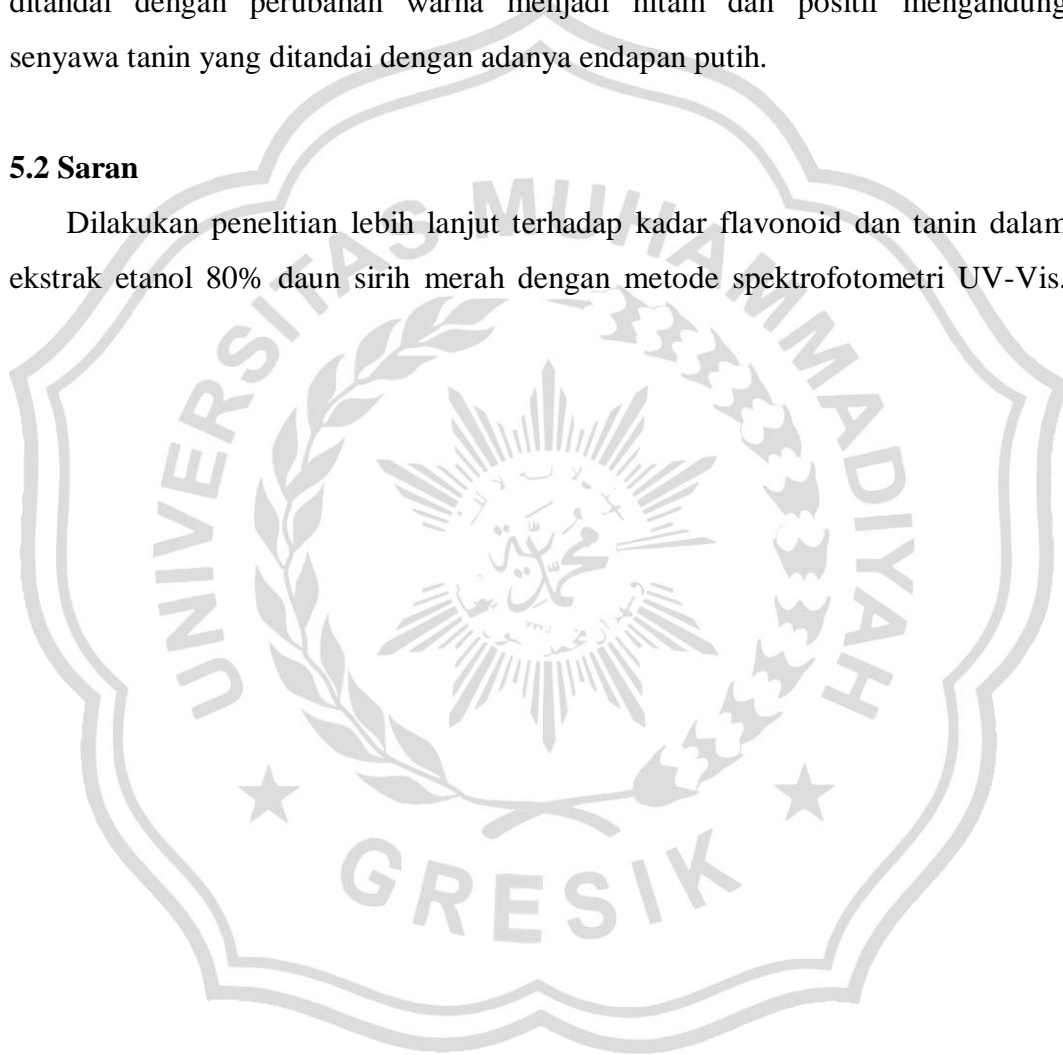 ditandai dengan perubahan warna menjadi hitam dan positif mengandung
senyawa tanin yang ditandai dengan adanya endapan putih.
5.2 Saran
Dilakukan penelitian lebih lanjut terhadap kadar flavonoid dan tanin dalam
ekstrak etanol 80% daun sirih merah dengan metode spektrofotometri UV-Vis.
UNIVERSITAS MUHAMMADIYAH
GRESIK